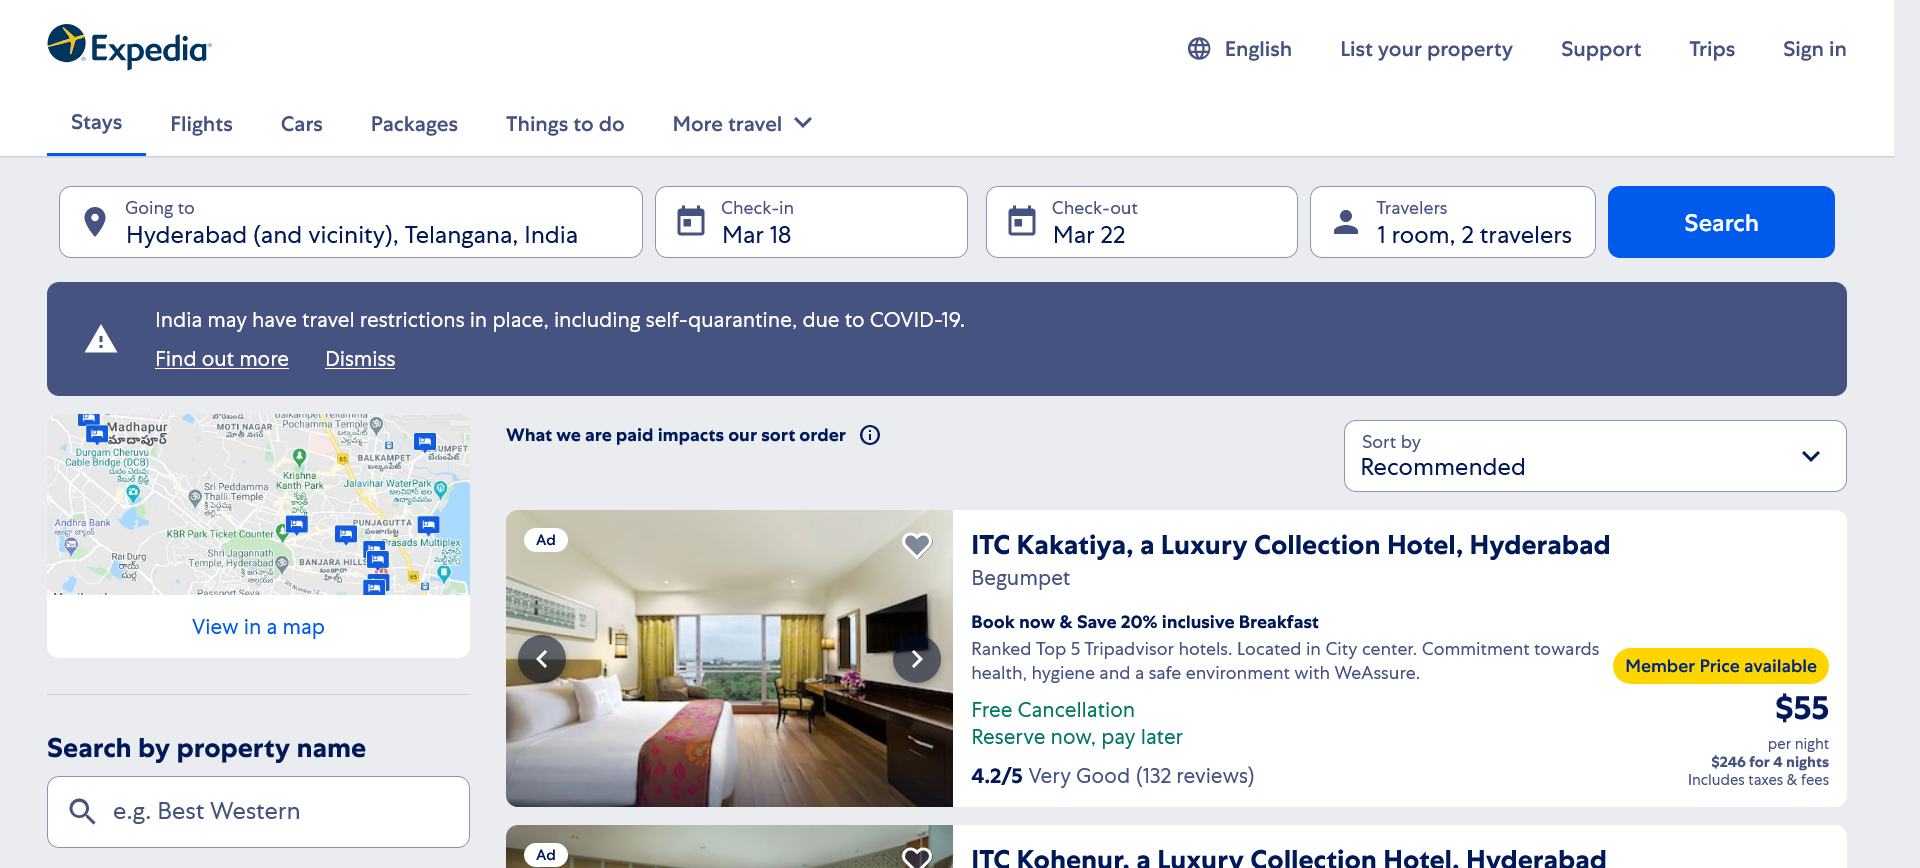 Expedia
English
List your property
Support
Trips
Sign in
Stays
Flights
Cars
Packages
Things to do
More travel
Going to
Hyderabad (and vicinity), Telangana, India
Check-in
Mar 18
Check-out
Mar 22
Travelers
1 room, 2 travelers
Search
India may have travel restrictions in place, including self-quarantine, due to COVID-19.
Find out more
Dismiss
Madhapur
మాదాపూర్
MOTI NAGAR
మోతీ నగర్
Pochamma Temple
Durgam Cheruvu
Cable Bridge (DCB)
BALKAMPET
Krishna
Kanth Park
Jalavihar WaterPark
Sri Peddamma
Thalli Temple
Andhra Bank
KBR Park Ticket Counter
PUNJAGUTTA
Prasads Multiplex
Rai Durg
Shri Jagannath
Temple, Hyderabad
BANJARA HILLS
65
65
Passport Seva
View in a map
Search by property name
e.g. Best Western
What we are paid impacts our sort order
Sort by
Recommended
Ad
ITC Kakatiya, a Luxury Collection Hotel, Hyderabad
Begumpet
Book now & Save 20% inclusive Breakfast
Ranked Top 5 Tripadvisor hotels. Located in City center. Commitment towards
health, hygiene and a safe environment with WeAssure.
Member Price available
Free Cancellation
Reserve now, pay later
$55
per night
$246 for 4 nights
Includes taxes & fees
4.2/5 Very Good (132 reviews)
Ad
ITC Kohenur, a Luxury Collection Hotel, Hyderabad